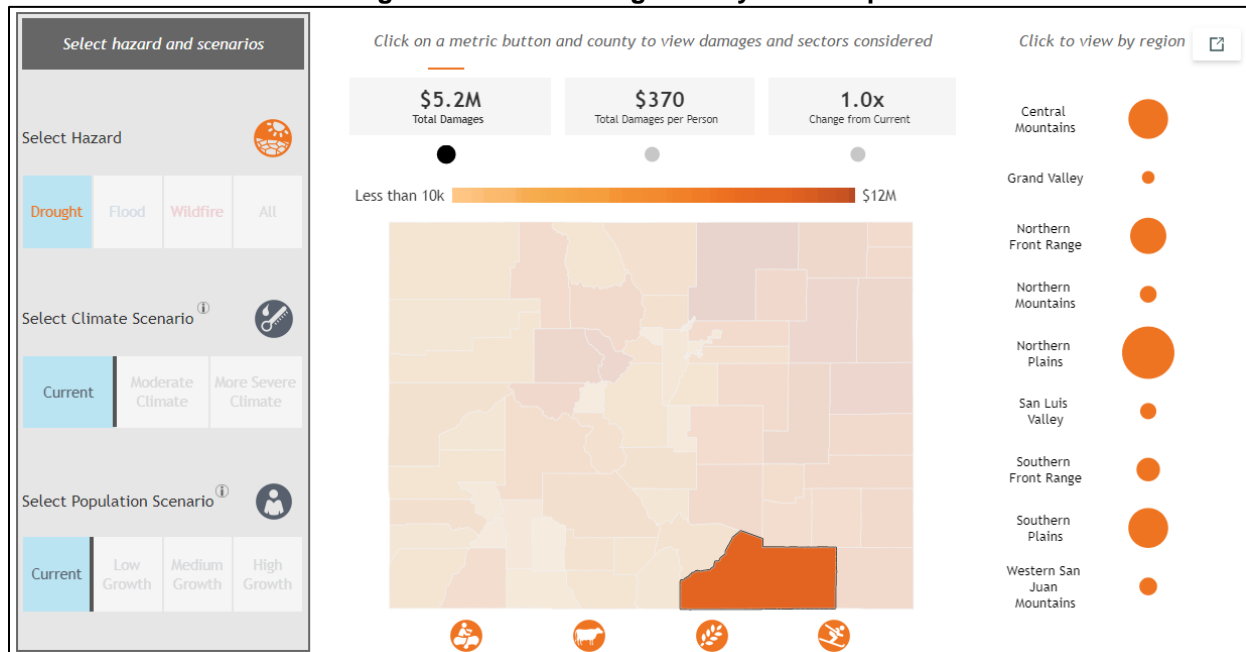 Select hazard and scenarios
Click on a metric button and county to view damages and sectors considered
Click to view by region
Select Hazard
Drought
Flood
Wildfire
All
Select Climate Scenario
Current
Moderate
Climate
More Severe
Climate
Select Population Scenario
Current
Low
Growth
Medium
Growth
High
Growth
$5.2M
Total Damages
$370
Total Damages per Person
1.0x
Change from Current
Less than 10k
$12M
Central
Mountains
Grand Valley
Northern
Front Range
Northern
Mountains
Northern
Plains
San Luis
Valley
Southern
Front Range
Southern
Plains
Western San
Juan
Mountains